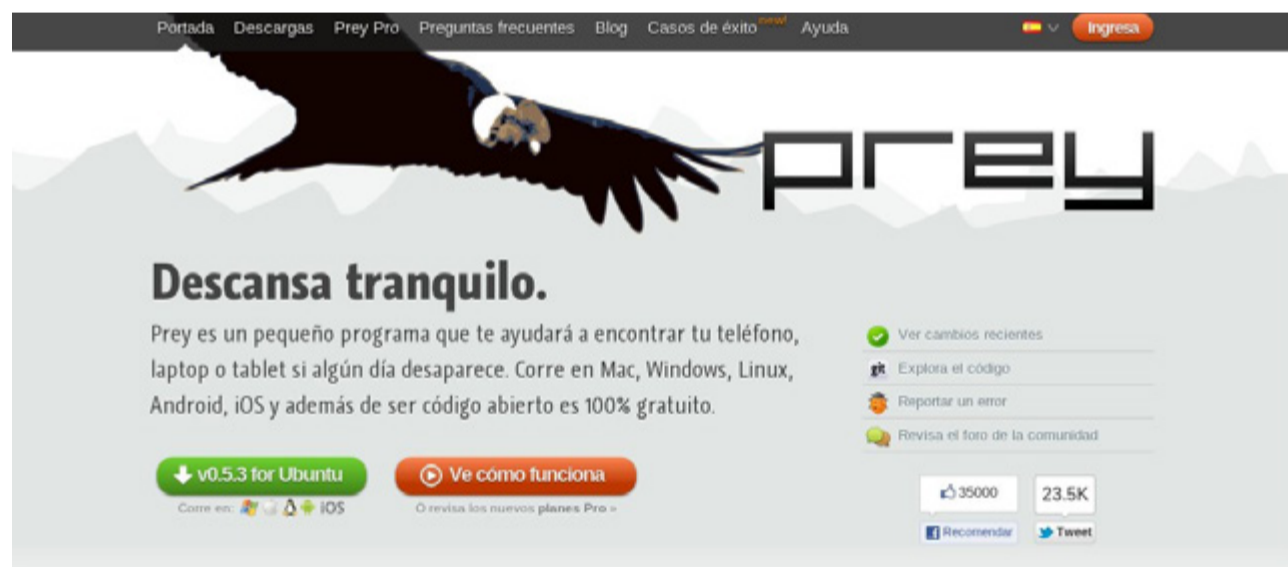 Portada Descargas Prey Pro Preguntas frecuentes Blog Casos de éxito new! Ayuda Ingresa
prey
Descansa tranquilo.
Prey es un pequeño programa que te ayudará a encontrar tu teléfono,
laptop o tablet si algún día desaparece. Corre en Mac, Windows, Linux,
Android, iOS y además de ser código abierto es 100% gratuito.
v0.5.3 for Ubuntu
Corre en: iOS
Ve cómo funciona
O revisa los nuevos planes Pro »
Ver cambios recientes
git Explora el código
Reportar un error
Revisa el foro de la comunidad
35000
Recomendar
23.5K
Tweet